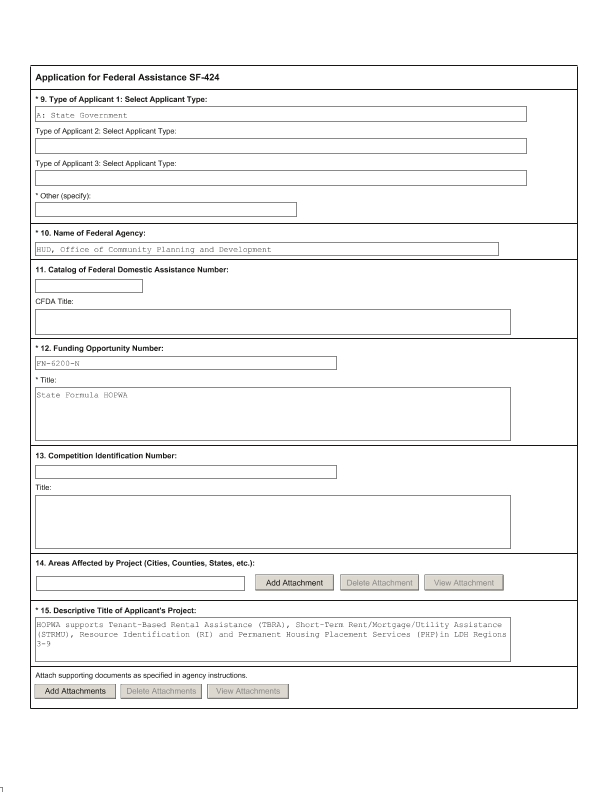 Application for Federal Assistance SF-424
* 9. Type of Applicant 1: Select Applicant Type:
A: State Government
Type of Applicant 2: Select Applicant Type:
Type of Applicant 3: Select Applicant Type:
* Other (specify):
* 10. Name of Federal Agency:
HUD, Office of Community Planning and Development
11. Catalog of Federal Domestic Assistance Number:
CFDA Title:
* 12. Funding Opportunity Number:
FN-6200-N
* Title:
State Formula HOPWA
13. Competition Identification Number:
Title:
14. Areas Affected by Project (Cities, Counties, States, etc.):
Add Attachment Delete Attachment View Attachment
* 15. Descriptive Title of Applicant's Project:
HOPWA supports Tenant-Based Rental Assistance (TBRA), Short-Term Rent/Mortgage/Utility Assistance
(STRMU), Resource Identification (RI) and Permanent Housing Placement Services (PHP)in LDH Regions
3-9
Attach supporting documents as specified in agency instructions.
Add Attachments Delete Attachments View Attachments